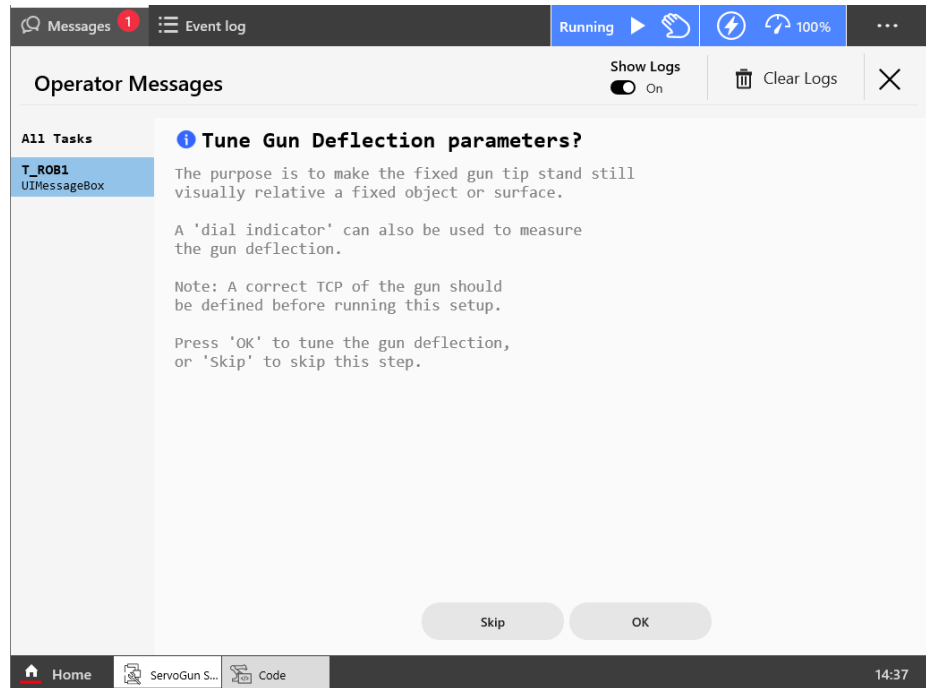 Messages 1 Event log Running 100% ...
Operator Messages
Show Logs
On
Clear Logs
All Tasks
T_ROB1
UIMessageBox
Tune Gun Deflection parameters?
The purpose is to make the fixed gun tip stand still
visually relative a fixed object or surface.
A 'dial indicator' can also be used to measure
the gun deflection.
Note: A correct TCP of the gun should
be defined before running this setup.
Press 'OK' to tune the gun deflection,
or 'Skip' to skip this step.
Skip OK
Home ServoGun S... Code 14:37